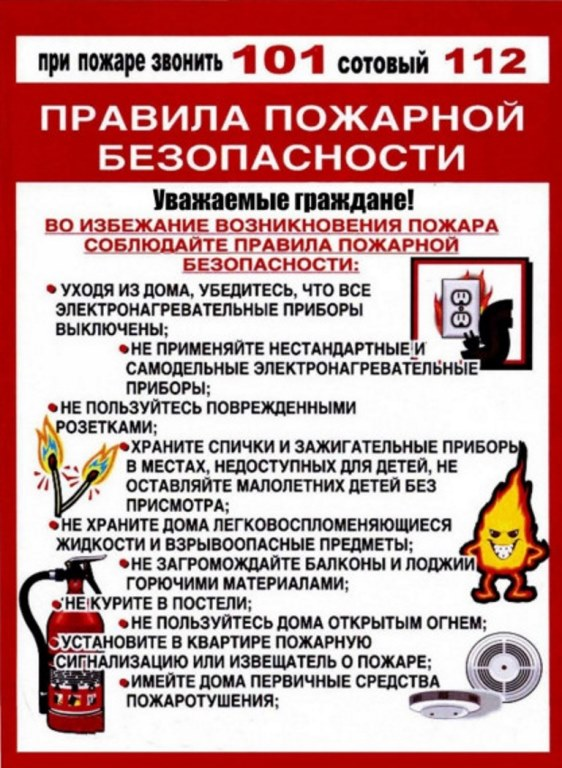 при пожаре звонить 101 сотовый 112
ПРАВИЛА ПОЖАРНОЙ
БЕЗОПАСНОСТИ
Уважаемые граждане!
ВО ИЗБЕЖАНИЕ ВОЗНИКНОВЕНИЯ ПОЖАРА
СОБЛЮДАЙТЕ ПРАВИЛА ПОЖАРНОЙ
БЕЗОПАСНОСТИ:
•УХОДЯ ИЗ ДОМА, УБЕДИТЕСЬ, ЧТО ВСЕ
ЭЛЕКТРОНАГРЕВАТЕЛЬНЫЕ ПРИБОРЫ
ВЫКЛЮЧЕНЫ;
•НЕ ПРИМЕНЯЙТЕ НЕСТАНДАРТНЫЕ И
САМОДЕЛЬНЫЕ ЭЛЕКТРОНАГРЕВАТЕЛЬНЫЕ
ПРИБОРЫ;
•НЕ ПОЛЬЗУЙТЕСЬ ПОВРЕЖДЕННЫМИ
РОЗЕТКАМИ;
•ХРАНИТЕ СПИЧКИ И ЗАЖИГАТЕЛЬНЫЕ ПРИБОРЫ
В МЕСТАХ, НЕДОСТУПНЫХ ДЛЯ ДЕТЕЙ, НЕ
ОСТАВЛЯЙТЕ МАЛОЛЕТНИХ ДЕТЕЙ БЕЗ
ПРИСМОТРА;
•НЕ ХРАНИТЕ ДОМА ЛЕГКОВОСПЛОМЕНЯЮЩИЕСЯ
ЖИДКОСТИ И ВЗРЫВООПАСНЫЕ ПРЕДМЕТЫ;
•НЕ ЗАГРОМОЖДАЙТЕ БАЛКОНЫ И ЛОДЖИИ
ГОРЮЧИМИ МАТЕРИАЛАМИ;
•НЕ КУРИТЕ В ПОСТЕЛИ;
•НЕ ПОЛЬЗУЙТЕСЬ ДОМА ОТКРЫТЫМ ОГНЕМ;
•УСТАНОВИТЕ В КВАРТИРЕ ПОЖАРНУЮ
СИГНАЛИЗАЦИЮ ИЛИ ИЗВЕЩАТЕЛЬ О ПОЖАРЕ;
•ИМЕЙТЕ ДОМА ПЕРВИЧНЫЕ СРЕДСТВА
ПОЖАРОТУШЕНИЯ;